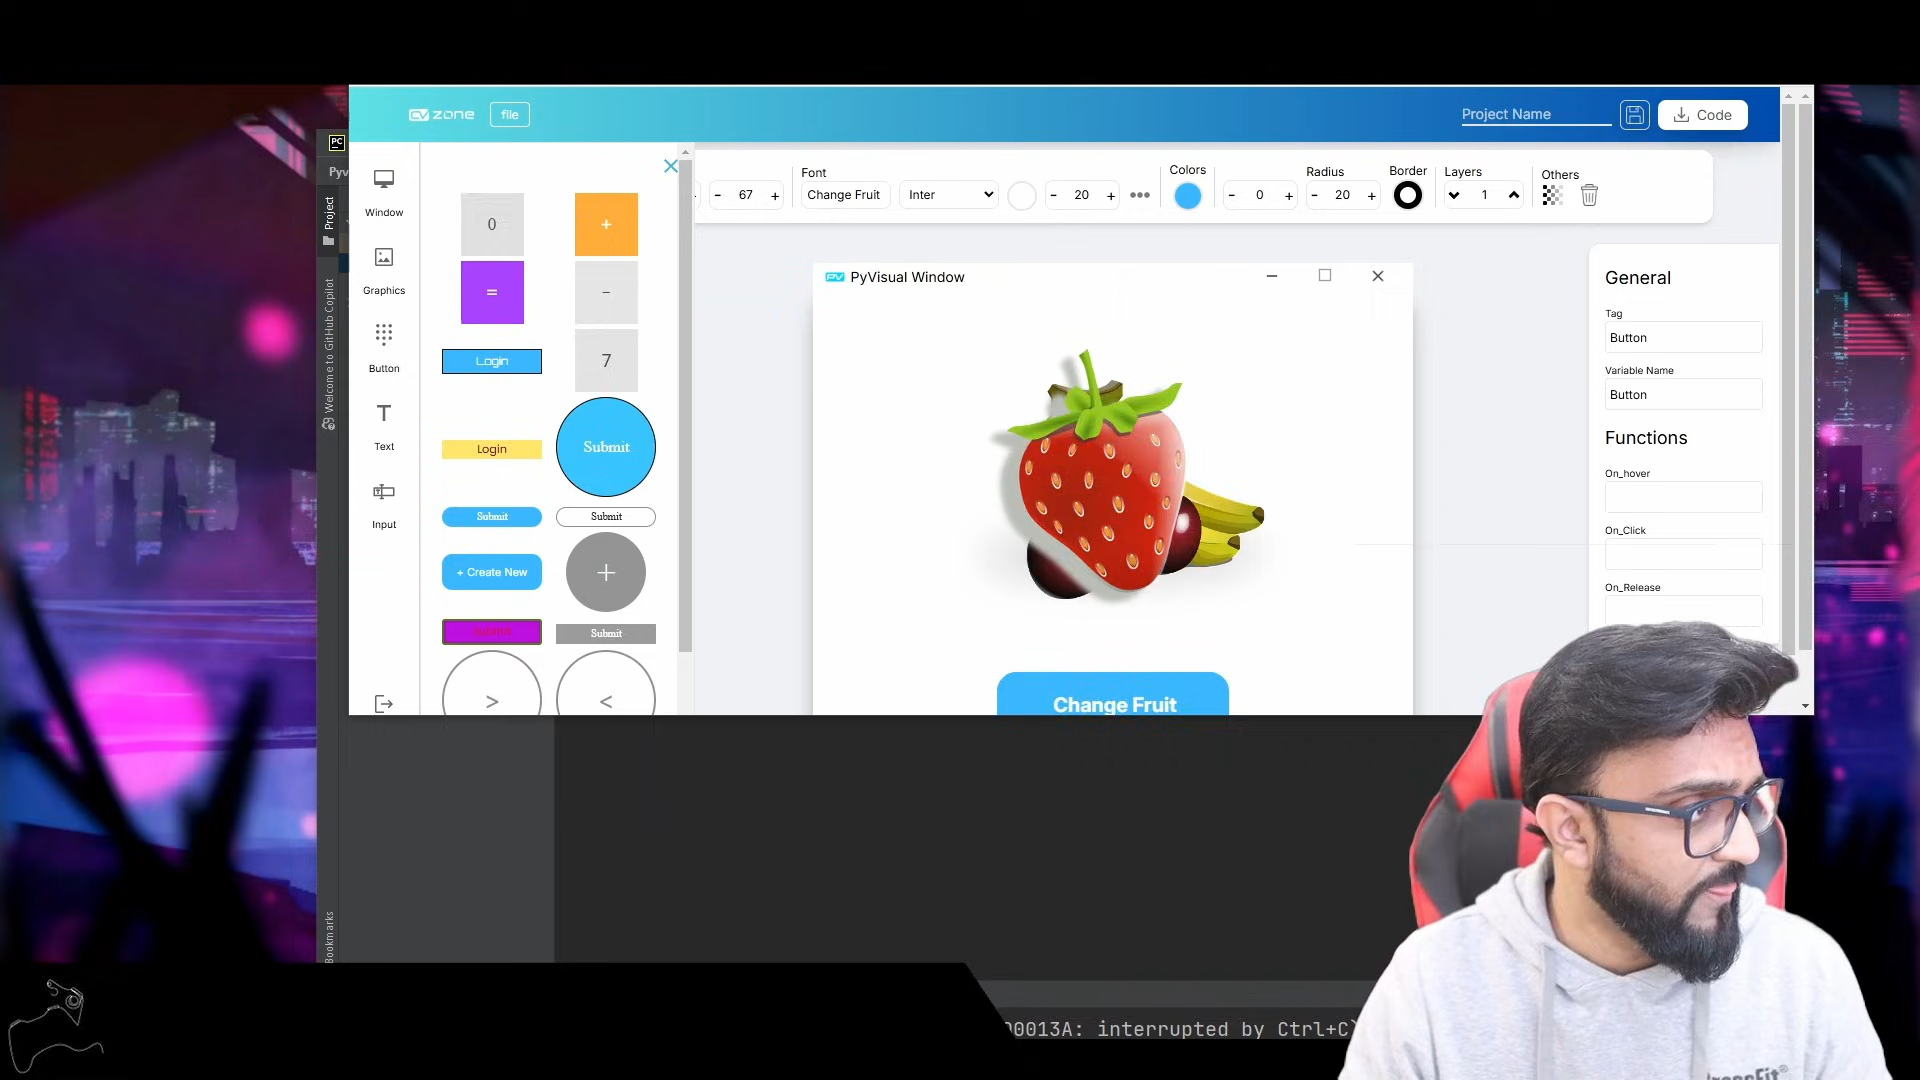 CVzone
file
Project Name
Code
PC
Pyv
Project
Welcome to GitHub Copilot
Bookmarks
Window
Graphics
Button
Text
Input
0
+
=
-
7
Login
Login
Submit
Submit
Submit
+ Create New
+
Submit
>
<
- 67 +
Font
Change Fruit
Inter
- 20 +
Colors
- 0 +
Radius
- 20 +
Border
Layers
1
Others
PV PyVisual Window
Change Fruit
General
Tag
Button
Variable Name
Button
Functions
On_hover
On_Click
On_Release
00013A: interrupted by Ctrl+C)